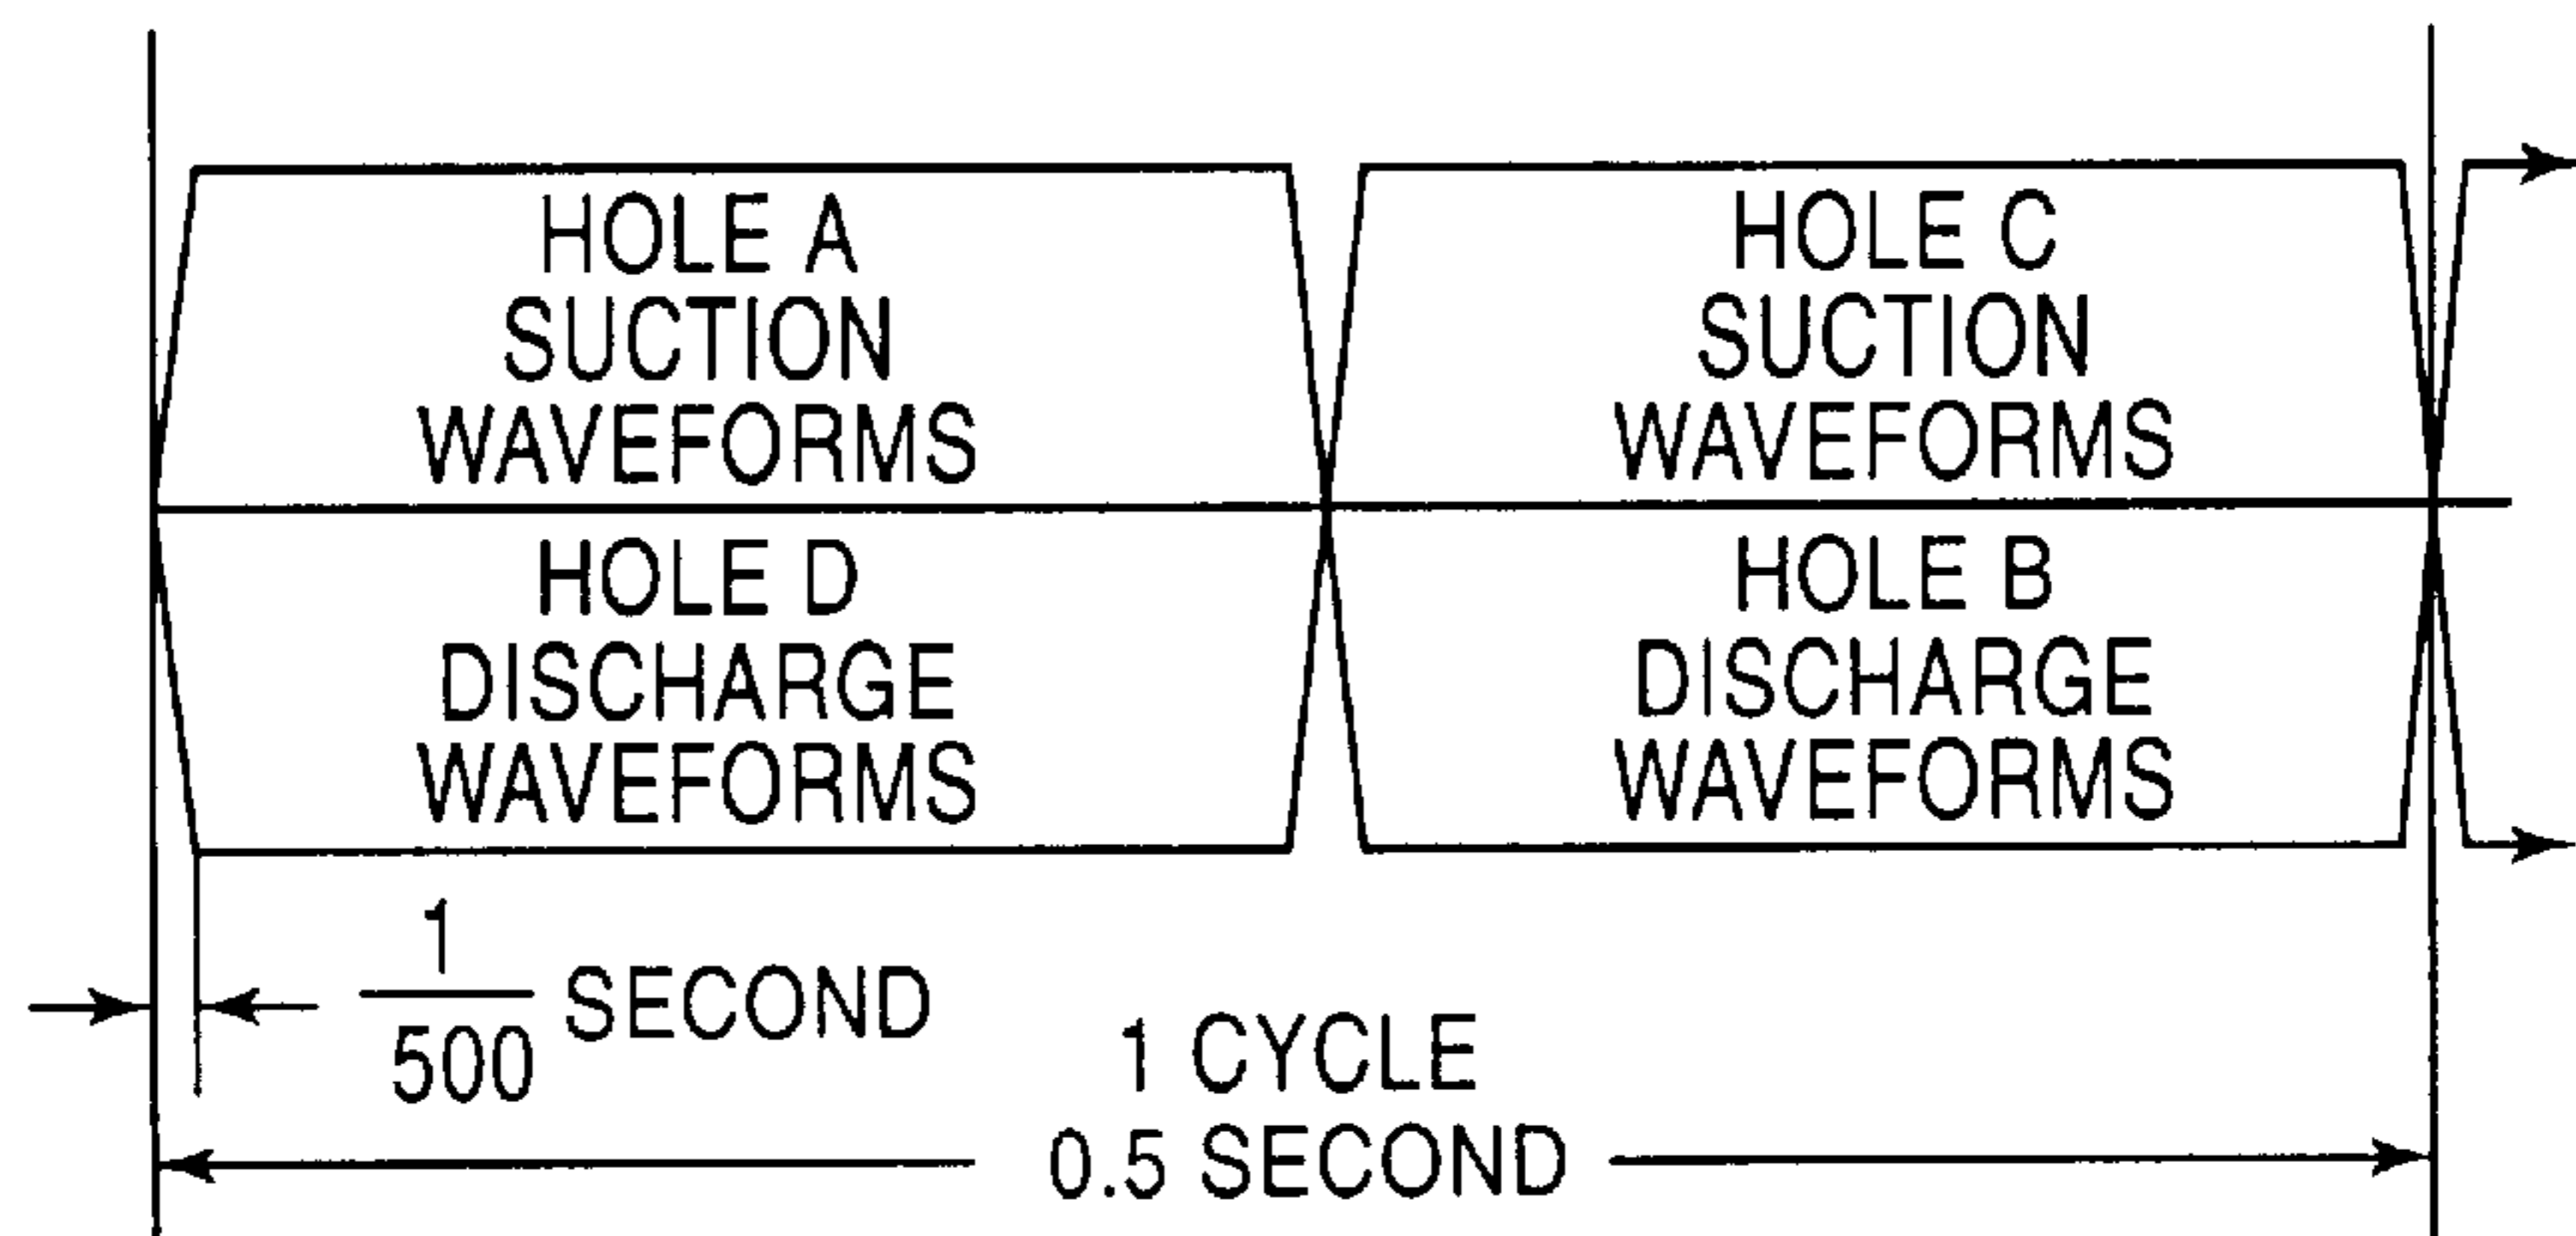 HOLE A
SUCTION
WAVEFORMS
HOLE C
SUCTION
WAVEFORMS
HOLE D
DISCHARGE
WAVEFORMS
HOLE B
DISCHARGE
WAVEFORMS
1
500 SECOND
1 CYCLE
0.5 SECOND